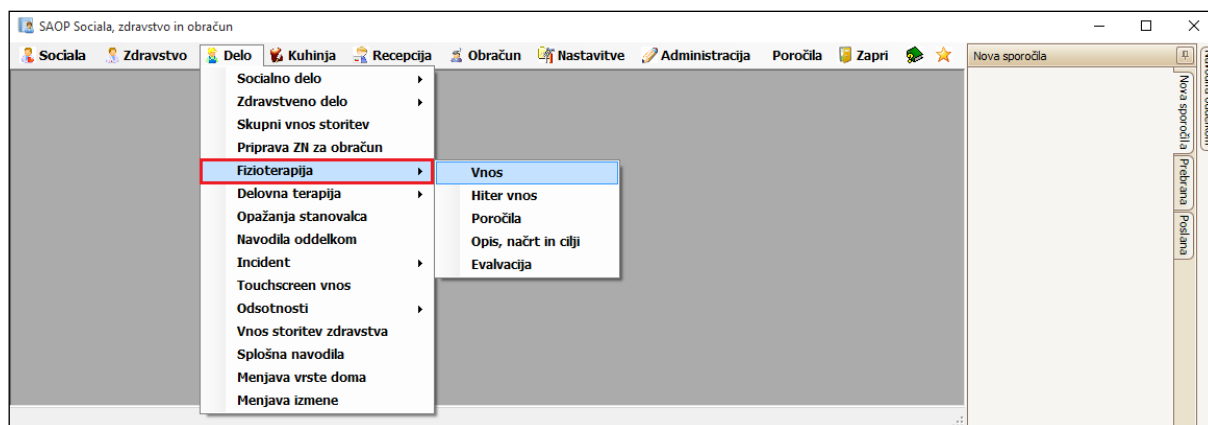 SAOP Sociala, zdravstvo in obračun
Sociala Zdravstvo Delo Kuhinja Recepcija Obračun Nastavitve Administracija Poročila Zapri
Socialno delo
Zdravstveno delo
Skupni vnos storitev
Priprava ZN za obračun
Fizioterapija
Delovna terapija
Opažanja stanovalca
Navodila oddelkom
Incident
Touchscreen vnos
Odsotnosti
Vnos storitev zdravstva
Splošna navodila
Menjava vrste doma
Menjava izmene
Vnos
Hiter vnos
Poročila
Opis, načrt in cilji
Evalvacija
Nova sporočila
Nova sporočila
Prebrana
Poslana